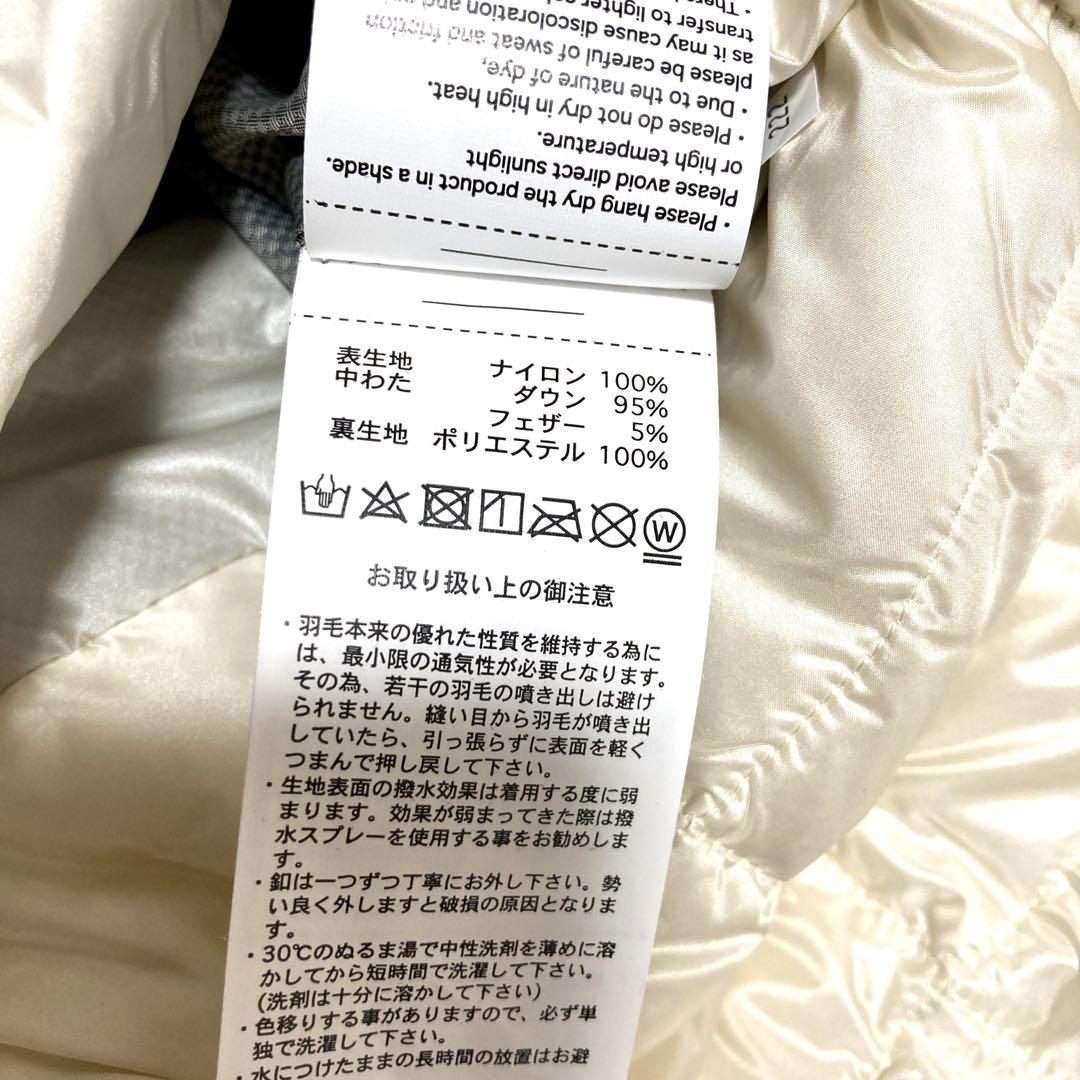 • Please hang dry the product in a shade.
Please avoid direct sunlight
or high temperature.
• Please do not dry in high heat.
• Due to the nature of dye,
please be careful of sweat and friction
as it may cause discoloration and
transfer to lighter
• There
222
表生地 ナイロン 100%
中わた ダウン 95%
フェザー 5%
裏生地 ポリエステル 100%
W
お取り扱い上の御注意
・羽毛本来の優れた性質を維持する為に
は、最小限の通気性が必要となります。
その為、若干の羽毛の噴き出しは避け
られません。縫い目から羽毛が噴き出
していたら、引っ張らずに表面を軽く
つまんで押し戻して下さい。
・生地表面の撥水効果は着用する度に弱
まります。効果が弱まってきた際は撥
水スプレーを使用する事をお勧めしま
す。
・釦は一つずつ丁寧にお外し下さい。勢
い良く外しますと破損の原因となりま
す。
・30℃のぬるま湯で中性洗剤を薄めに溶
かしてから短時間で洗濯して下さい。
(洗剤は十分に溶かして下さい)
・色移りする事がありますので、必ず単
独で洗濯して下さい。
・水につけたままの長時間の放置はお避